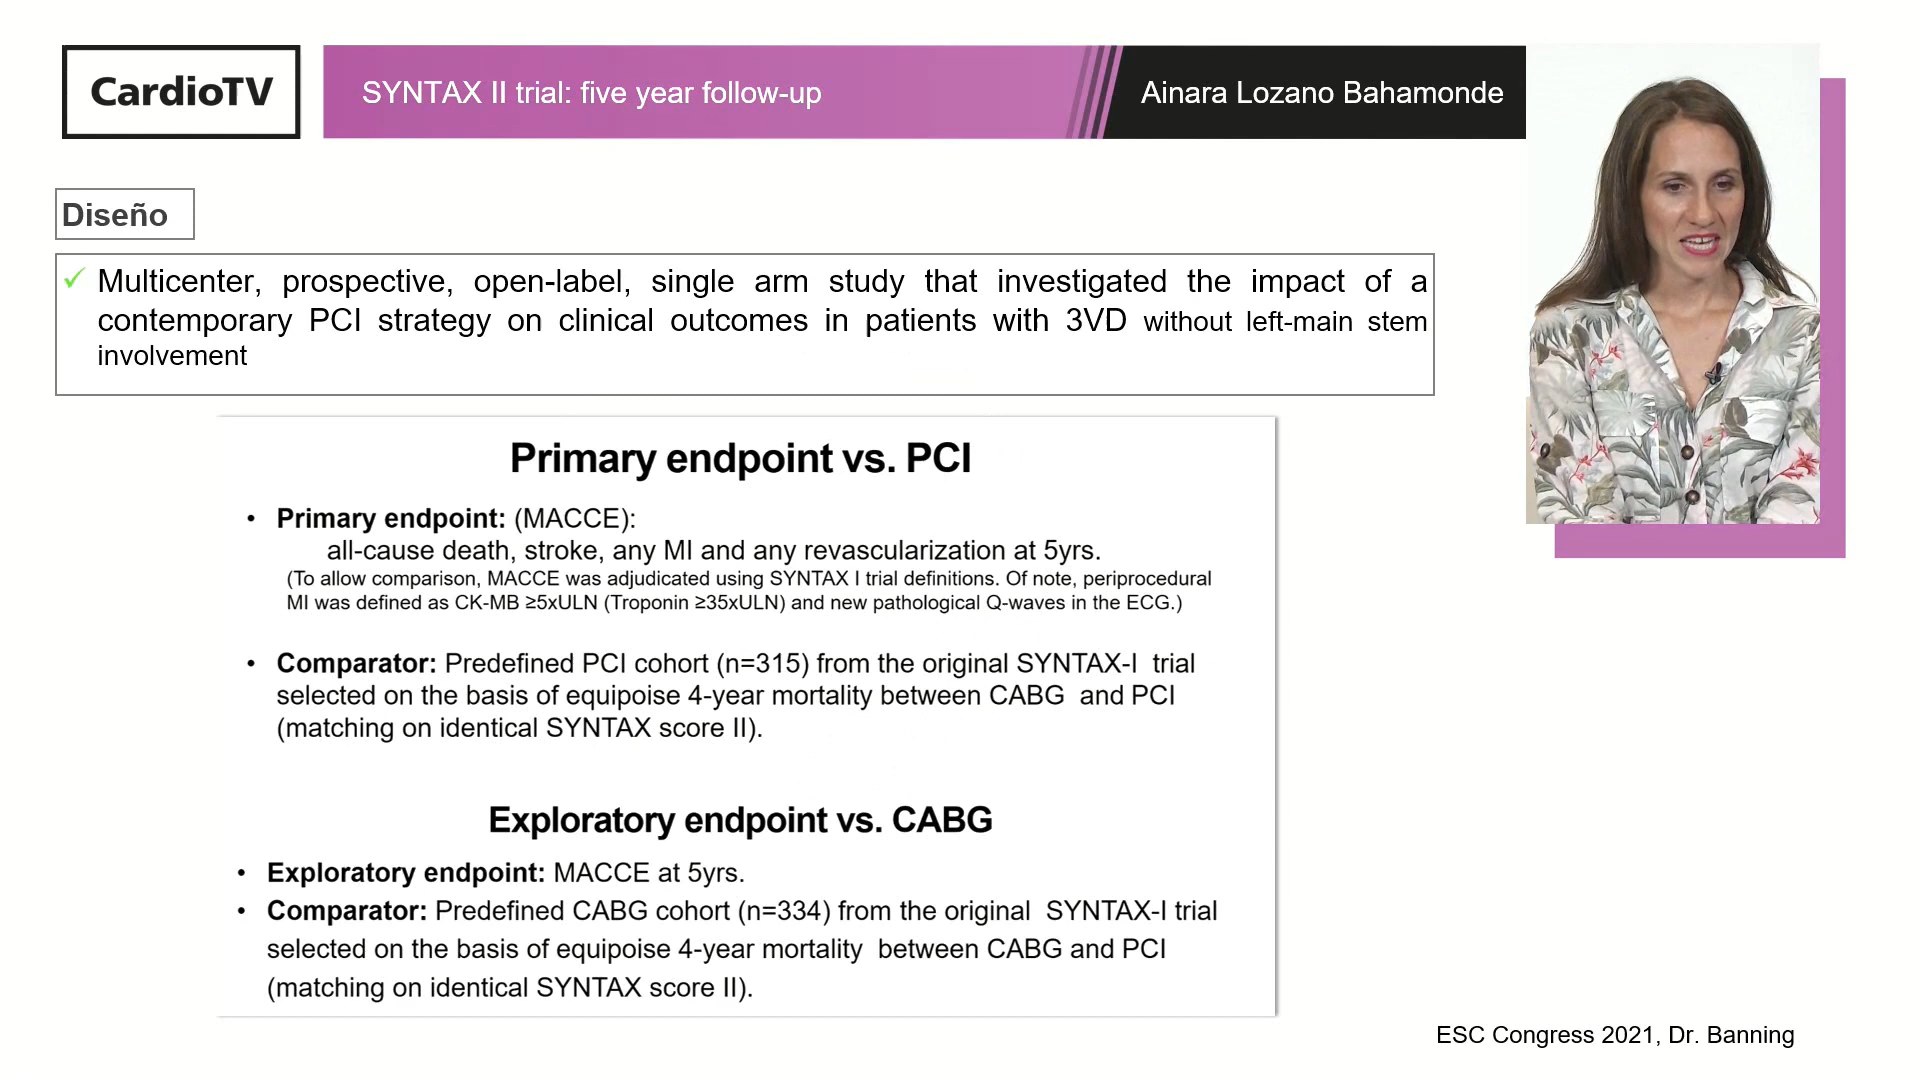 CardioTV
SYNTAX II trial: five year follow-up
Ainara Lozano Bahamonde
Diseño
✓ Multicenter, prospective, open-label, single arm study that investigated the impact of a
contemporary PCI strategy on clinical outcomes in patients with 3VD without left-main stem
involvement
Primary endpoint vs. PCI
• Primary endpoint: (MACCE):
all-cause death, stroke, any MI and any revascularization at 5yrs.
(To allow comparison, MACCE was adjudicated using SYNTAX I trial definitions. Of note, periprocedural
MI was defined as CK-MB ≥5xULN (Troponin ≥35xULN) and new pathological Q-waves in the ECG.)
• Comparator: Predefined PCI cohort (n=315) from the original SYNTAX-I trial
selected on the basis of equipoise 4-year mortality between CABG and PCI
(matching on identical SYNTAX score II).
Exploratory endpoint vs. CABG
• Exploratory endpoint: MACCE at 5yrs.
• Comparator: Predefined CABG cohort (n=334) from the original SYNTAX-I trial
selected on the basis of equipoise 4-year mortality between CABG and PCI
(matching on identical SYNTAX score II).
ESC Congress 2021, Dr. Banning